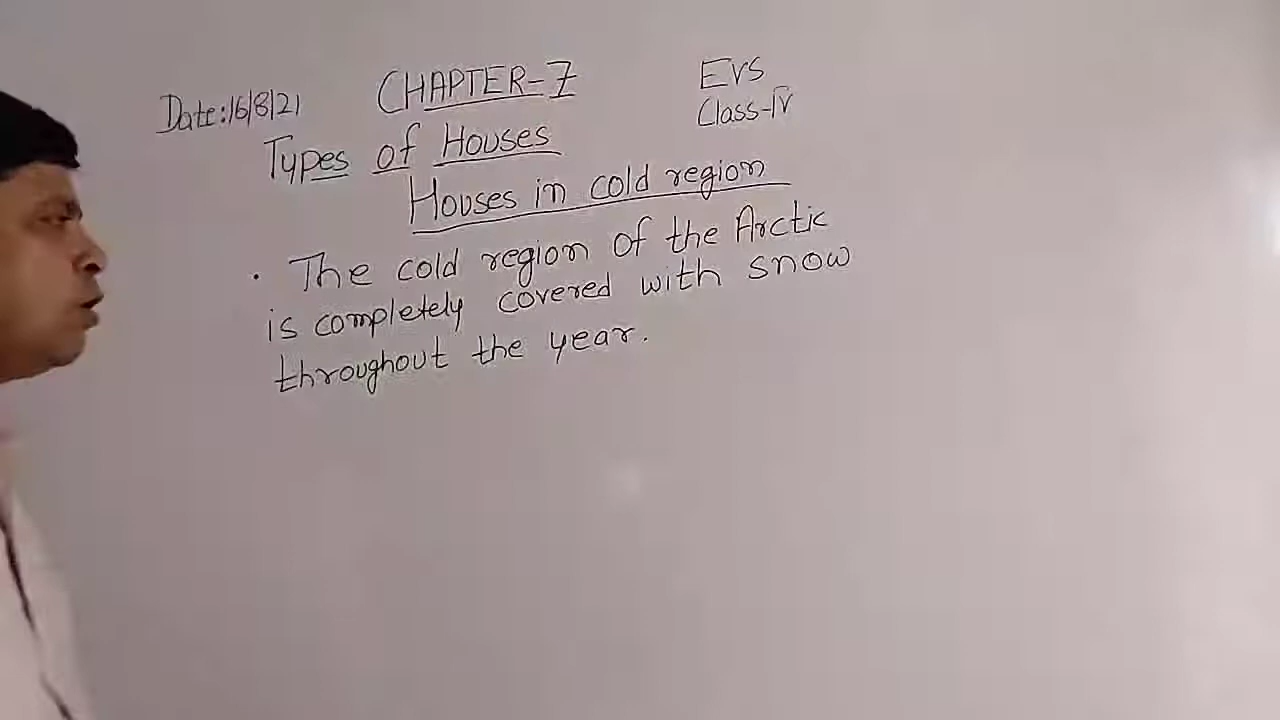 Date:16/8/21 CHAPTER-7 EVS
Class-IV
Types of Houses
Houses in cold region
· The cold region of the Arctic
is completely covered with snow
throughout the year.